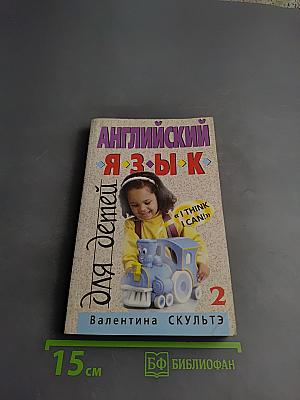 АНГЛИЙСКИЙ
Я·З·Ы·К
для детей
«I THINK
I CAN!»
2
Валентина СКУЛЬТЭ
15 см
БФ БИБЛИОФАН